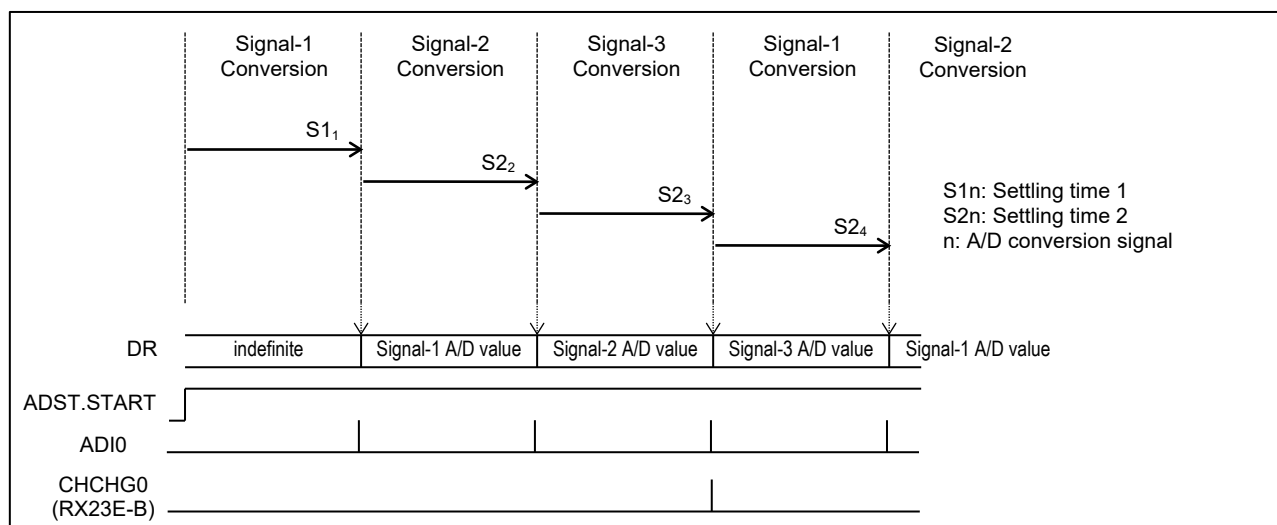 Signal-1
Conversion
Signal-2
Conversion
Signal-3
Conversion
Signal-1
Conversion
Signal-2
Conversion
S1₁
S2₂
S2₃
S2₄
S1n: Settling time 1
S2n: Settling time 2
n: A/D conversion signal
DR
indefinite
Signal-1 A/D value
Signal-2 A/D value
Signal-3 A/D value
Signal-1 A/D value
ADST.START
ADI0
CHCHG0
(RX23E-B)